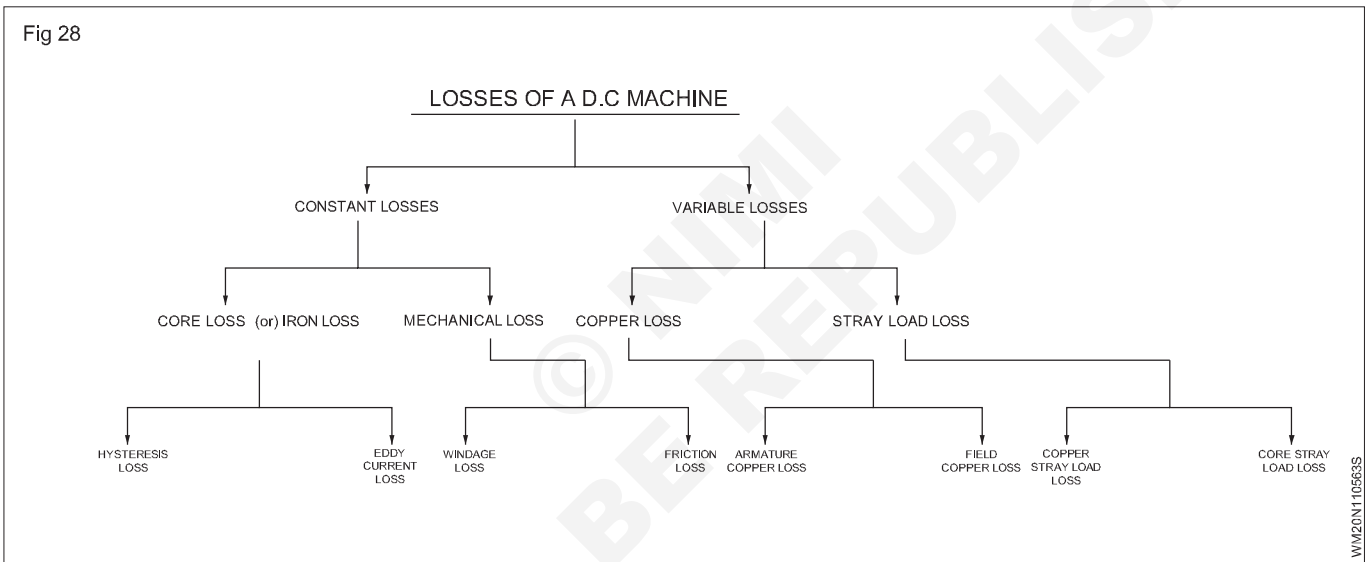 Fig 28
LOSSES OF A D.C MACHINE
CONSTANT LOSSES
VARIABLE LOSSES
CORE LOSS (or) IRON LOSS
MECHANICAL LOSS
COPPER LOSS
STRAY LOAD LOSS
HYSTERESIS
LOSS
EDDY
CURRENT
LOSS
WINDAGE
LOSS
FRICTION
LOSS
ARMATURE
COPPER LOSS
FIELD
COPPER LOSS
COPPER
STRAY LOAD
LOSS
CORE STRAY
LOAD LOSS
WM20N110563S
© NIMI
BE REPUBLIS